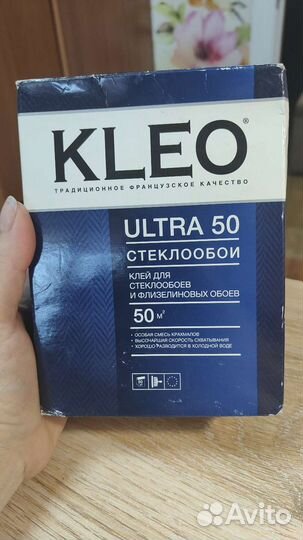 KLEO®
ТРАДИЦИОННОЕ ФРАНЦУЗСКОЕ КАЧЕСТВО
ULTRA 50
СТЕКЛООБОИ
КЛЕЙ ДЛЯ
СТЕКЛООБОЕВ
И ФЛИЗЕЛИНОВЫХ ОБОЕВ
50 м²
• ОСОБАЯ СМЕСЬ КРАХМАЛОВ
• ВЫСОЧАЙШАЯ СКОРОСТЬ СХВАТЫВАНИЯ
• ХОРОШО РАЗВОДИТСЯ В ХОЛОДНОЙ ВОДЕ
Avito